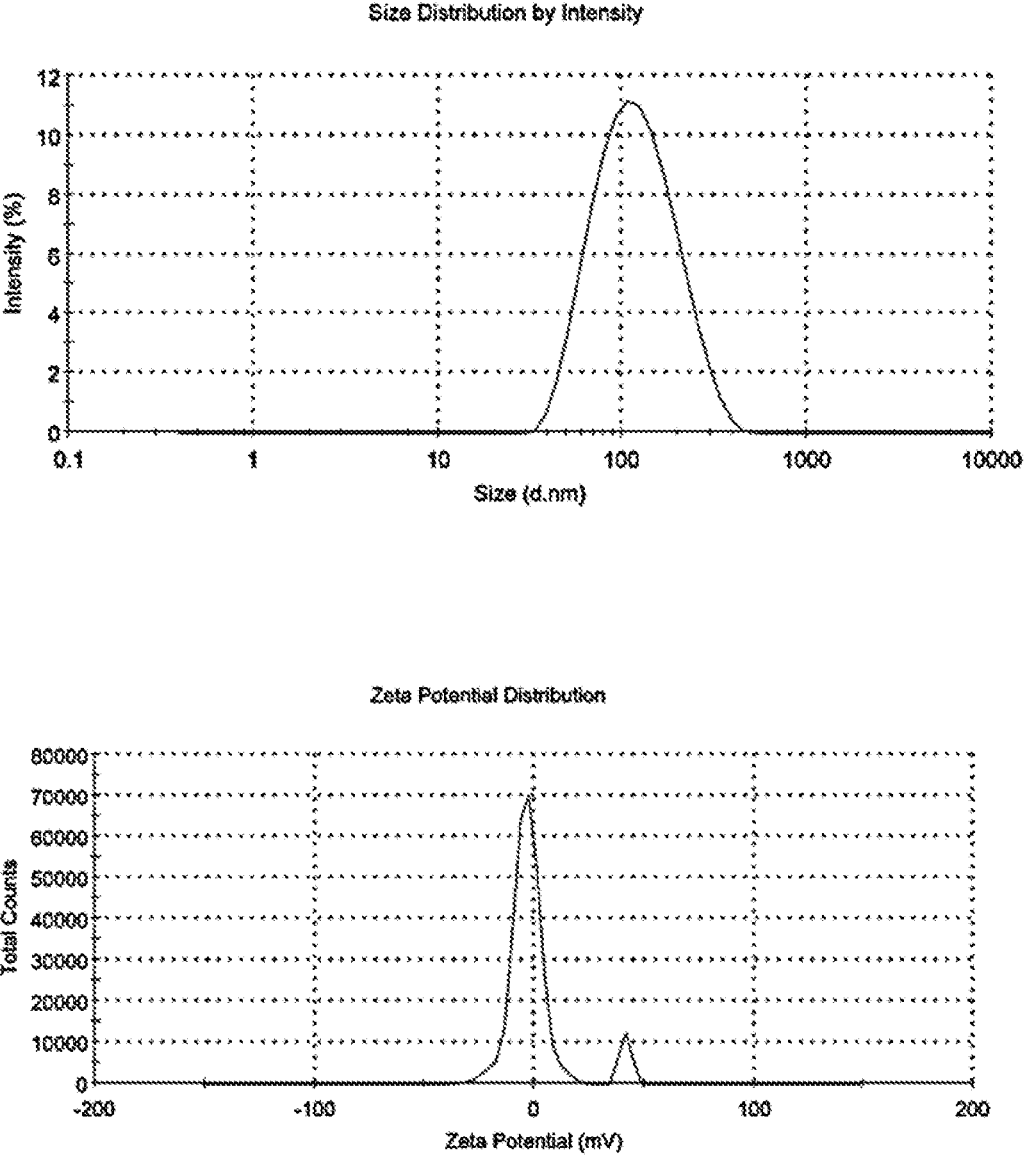 Size Distribution by Intensity
12
10
8
6
4
2
0
Intensity (%)
0.1 1 10 100 1000 10000
Size (d.nm)
Zeta Potential Distribution
80000
70000
60000
50000
40000
30000
20000
10000
0
Total Counts
-200 -100 0 100 200
Zeta Potential (mV)